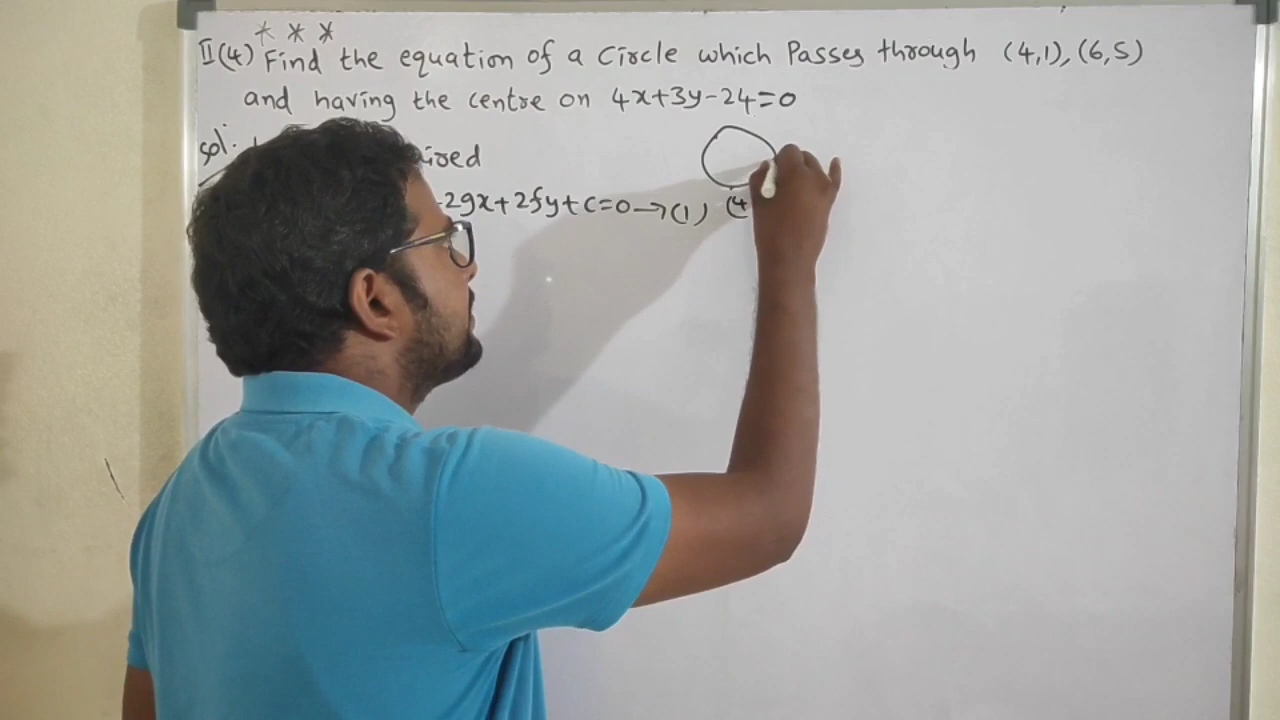 * * *
II(4) Find the equation of a Circle which Passes through (4,1), (6,5)
and having the centre on 4x+3y-24=0
sol:
2gx+2fy+c=0→(1) (4